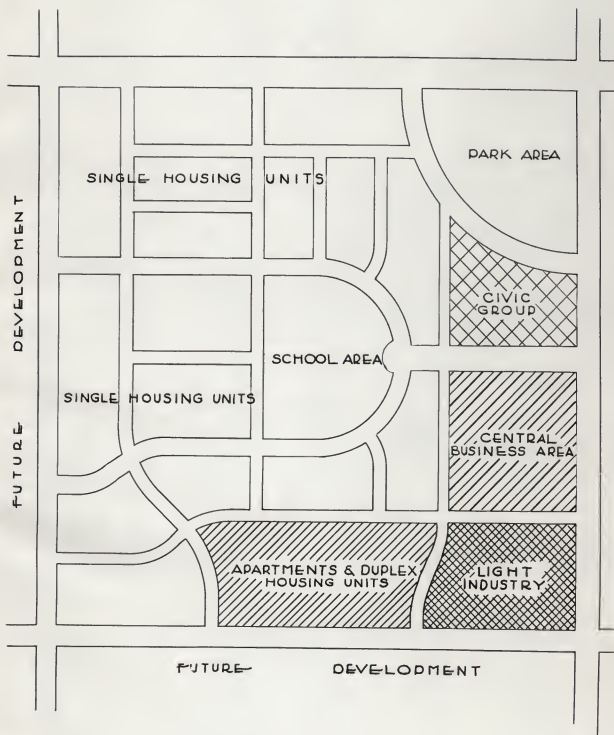 PARK AREA
SINGLE HOUSING UNITS
FUTURE DEVELOPMENT
CIVIC
GROUP
SCHOOL AREA
SINGLE HOUSING UNITS
CENTRAL
BUSINESS AREA
APARTMENTS & DUPLEX
HOUSING UNITS
LIGHT
INDUSTRY
FUTURE DEVELOPMENT